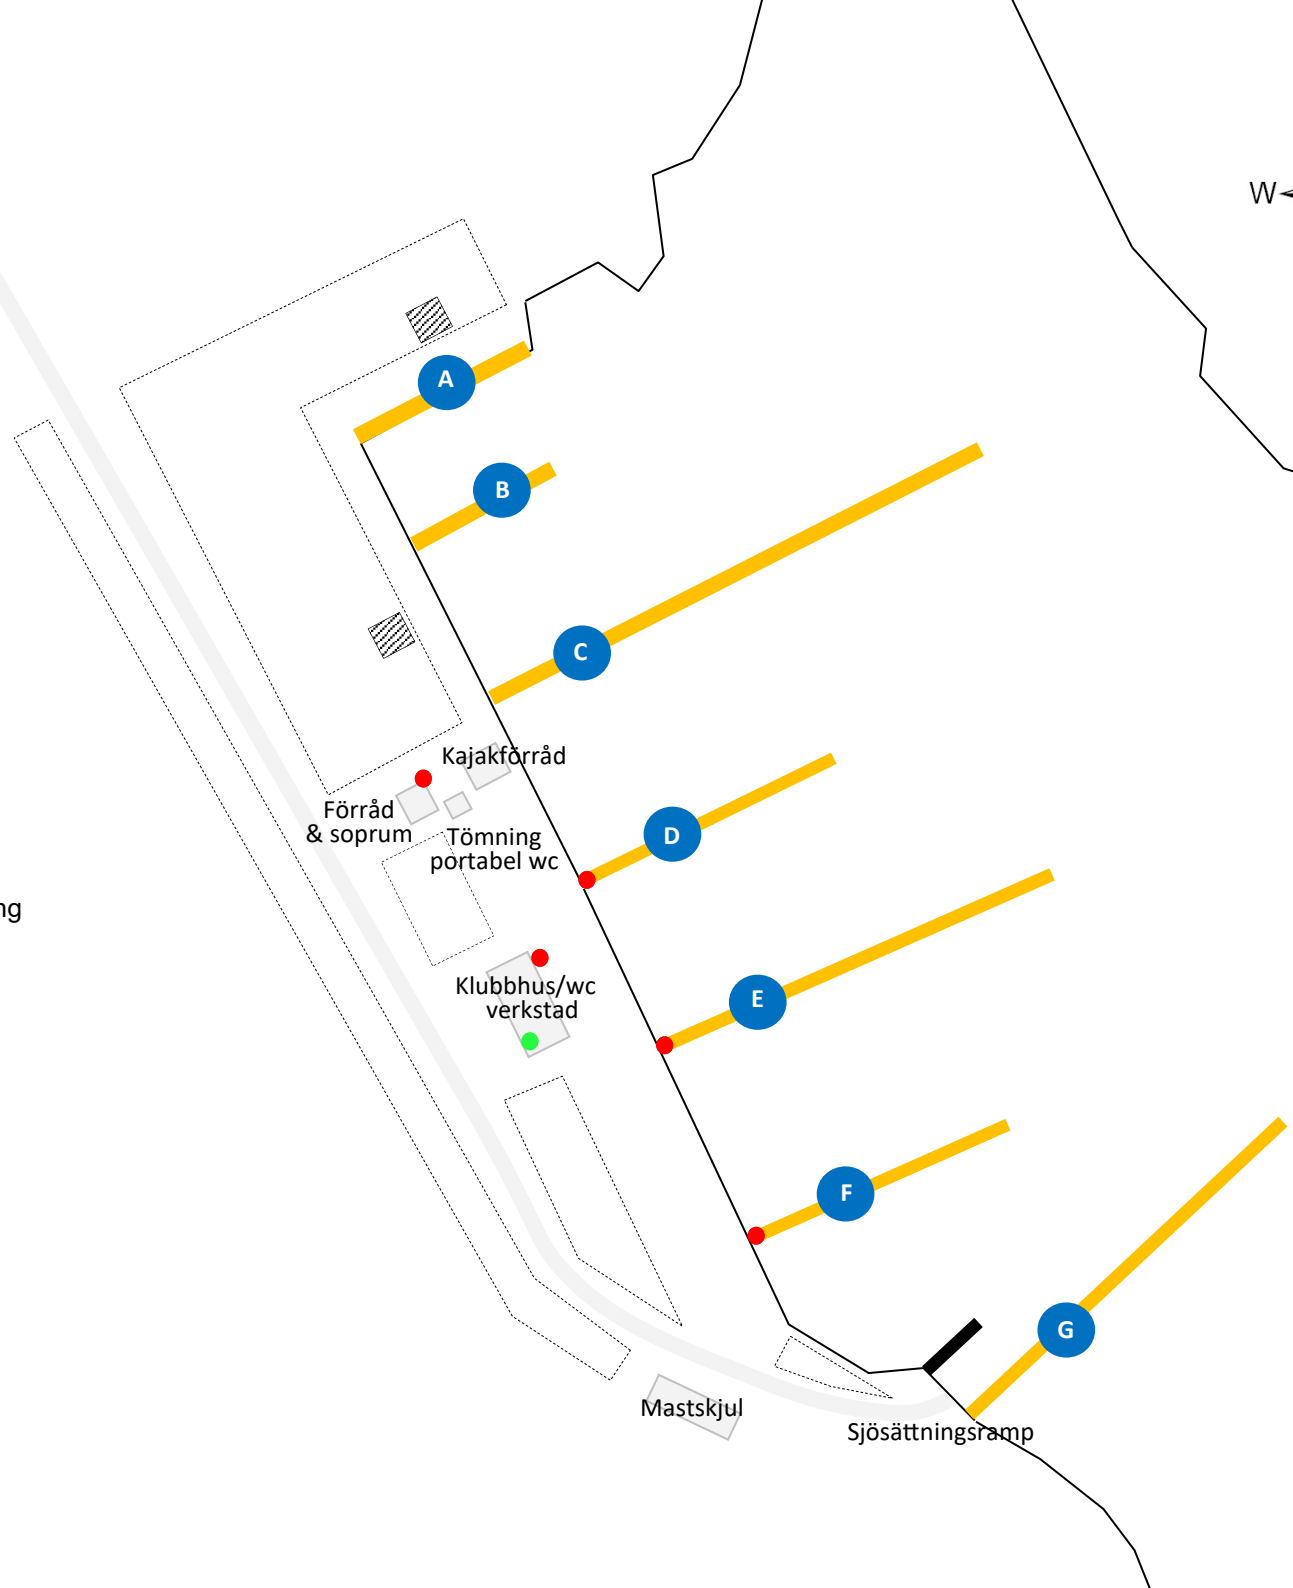 W
A
B
C
Kajakförråd
Förråd
& soprum
Tömning
portabel wc
D
ng
Klubbhus/wc
verkstad
E
F
G
Mastskjul
Sjösättningsramp